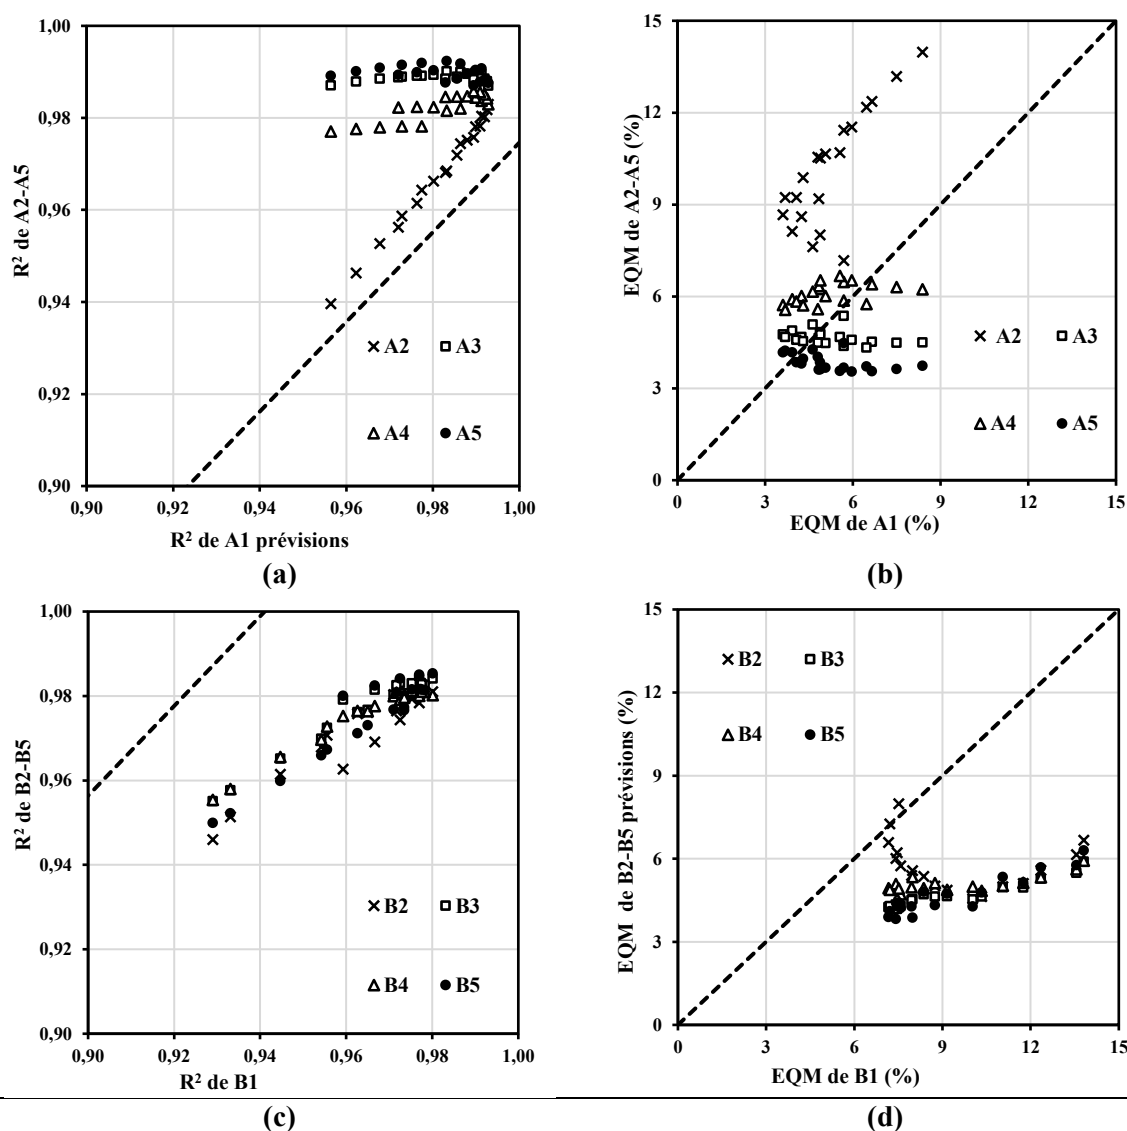 1,00
0,98
0,96
0,94
0,92
0,90
R² de A2-A5
A2 A3
A4 A5
0,90 0,92 0,94 0,96 0,98 1,00
R² de A1 prévisions
(a)
15
12
9
6
3
0
EQM de A2-A5 (%)
A2 A3
A4 A5
0 3 6 9 12 15
EQM de A1 (%)
(b)
1,00
0,98
0,96
0,94
0,92
0,90
R² de B2-B5
B2 B3
B4 B5
0,90 0,92 0,94 0,96 0,98 1,00
R² de B1
(c)
15
12
9
6
3
0
EQM de B2-B5 prévisions (%)
B2 B3
B4 B5
0 3 6 9 12 15
EQM de B1 (%)
(d)